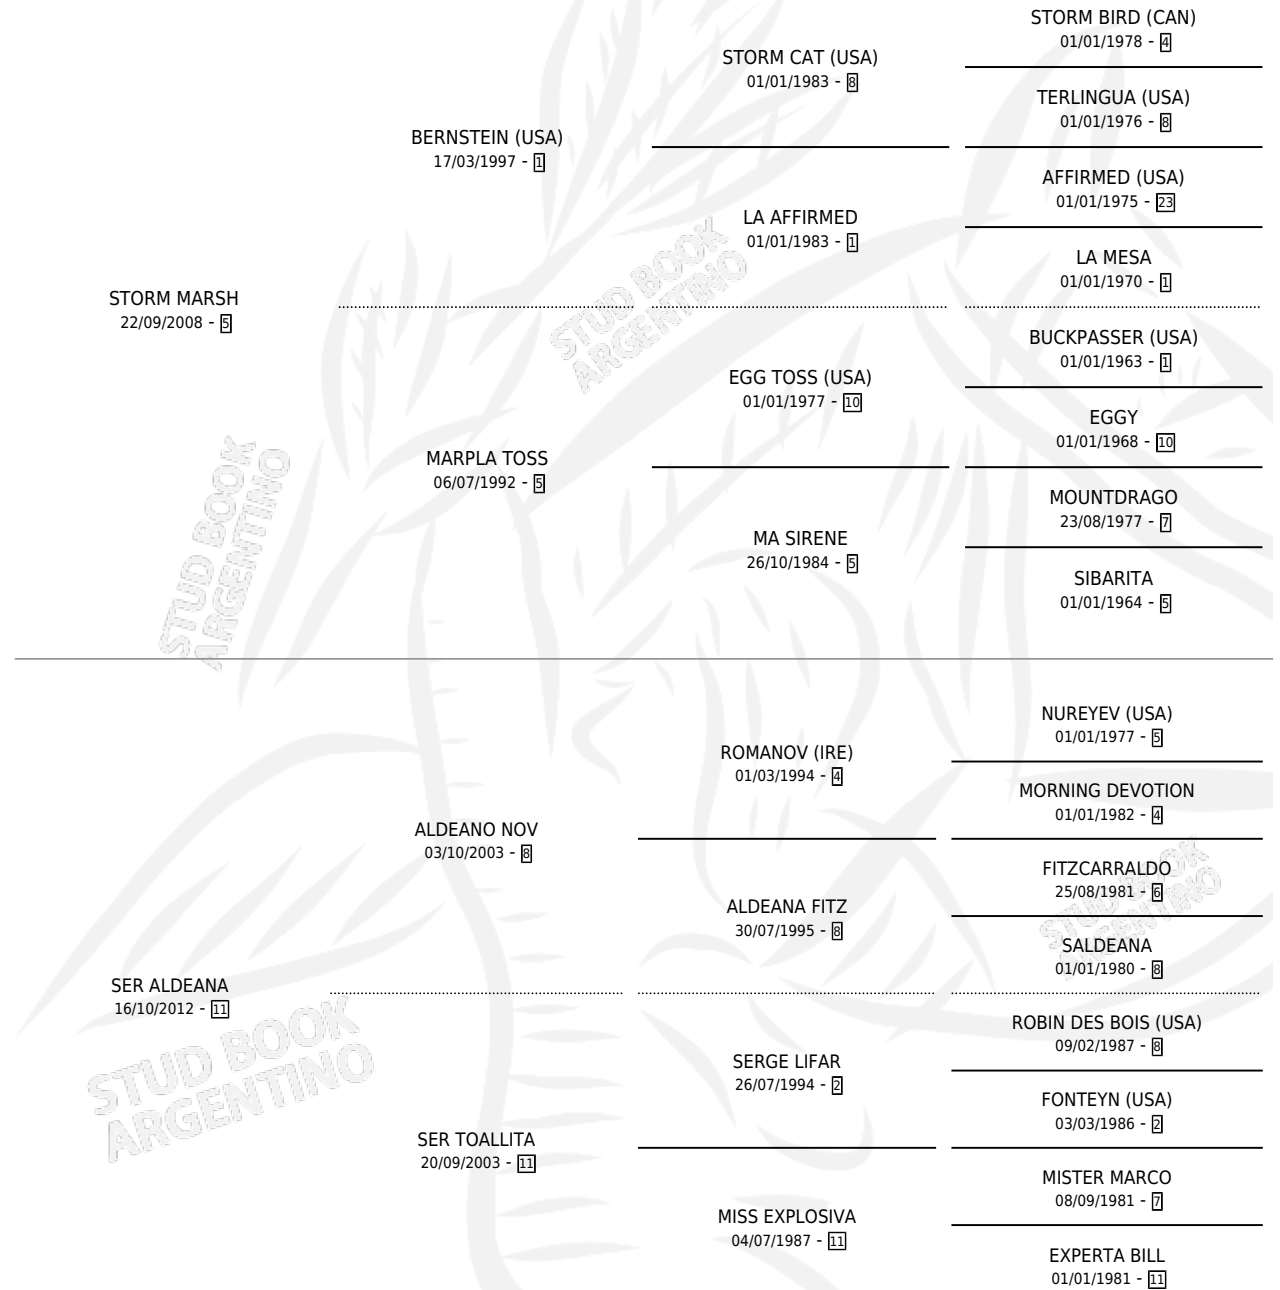 STORM BIRD (CAN)
01/01/1978 - 4
STORM CAT (USA)
01/01/1983 - 8
TERLINGUA (USA)
01/01/1976 - 8
BERNSTEIN (USA)
17/03/1997 - 1
AFFIRMED (USA)
01/01/1975 - 23
LA AFFIRMED
01/01/1983 - 1
LA MESA
01/01/1970 - 1
STORM MARSH
22/09/2008 - 5
BUCKPASSER (USA)
01/01/1963 - 1
EGG TOSS (USA)
01/01/1977 - 10
EGGY
01/01/1968 - 10
MARPLA TOSS
06/07/1992 - 5
MOUNTDRAGO
23/08/1977 - 7
MA SIRENE
26/10/1984 - 5
SIBARITA
01/01/1964 - 5
NUREYEV (USA)
01/01/1977 - 5
ROMANOV (IRE)
01/03/1994 - 4
MORNING DEVOTION
01/01/1982 - 4
ALDEANO NOV
03/10/2003 - 8
FITZCARRALDO
25/08/1981 - 6
ALDEANA FITZ
30/07/1995 - 8
SALDEANA
01/01/1980 - 8
SER ALDEANA
16/10/2012 - 11
ROBIN DES BOIS (USA)
09/02/1987 - 8
SERGE LIFAR
26/07/1994 - 2
FONTEYN (USA)
03/03/1986 - 2
SER TOALLITA
20/09/2003 - 11
MISTER MARCO
08/09/1981 - 7
MISS EXPLOSIVA
04/07/1987 - 11
EXPERTA BILL
01/01/1981 - 11
STUD BOOK
ARGENTINO
STUD BOOK
ARGENTINO
STUD BOOK
ARGENTINO
STUD BOOK
ARGENTINO